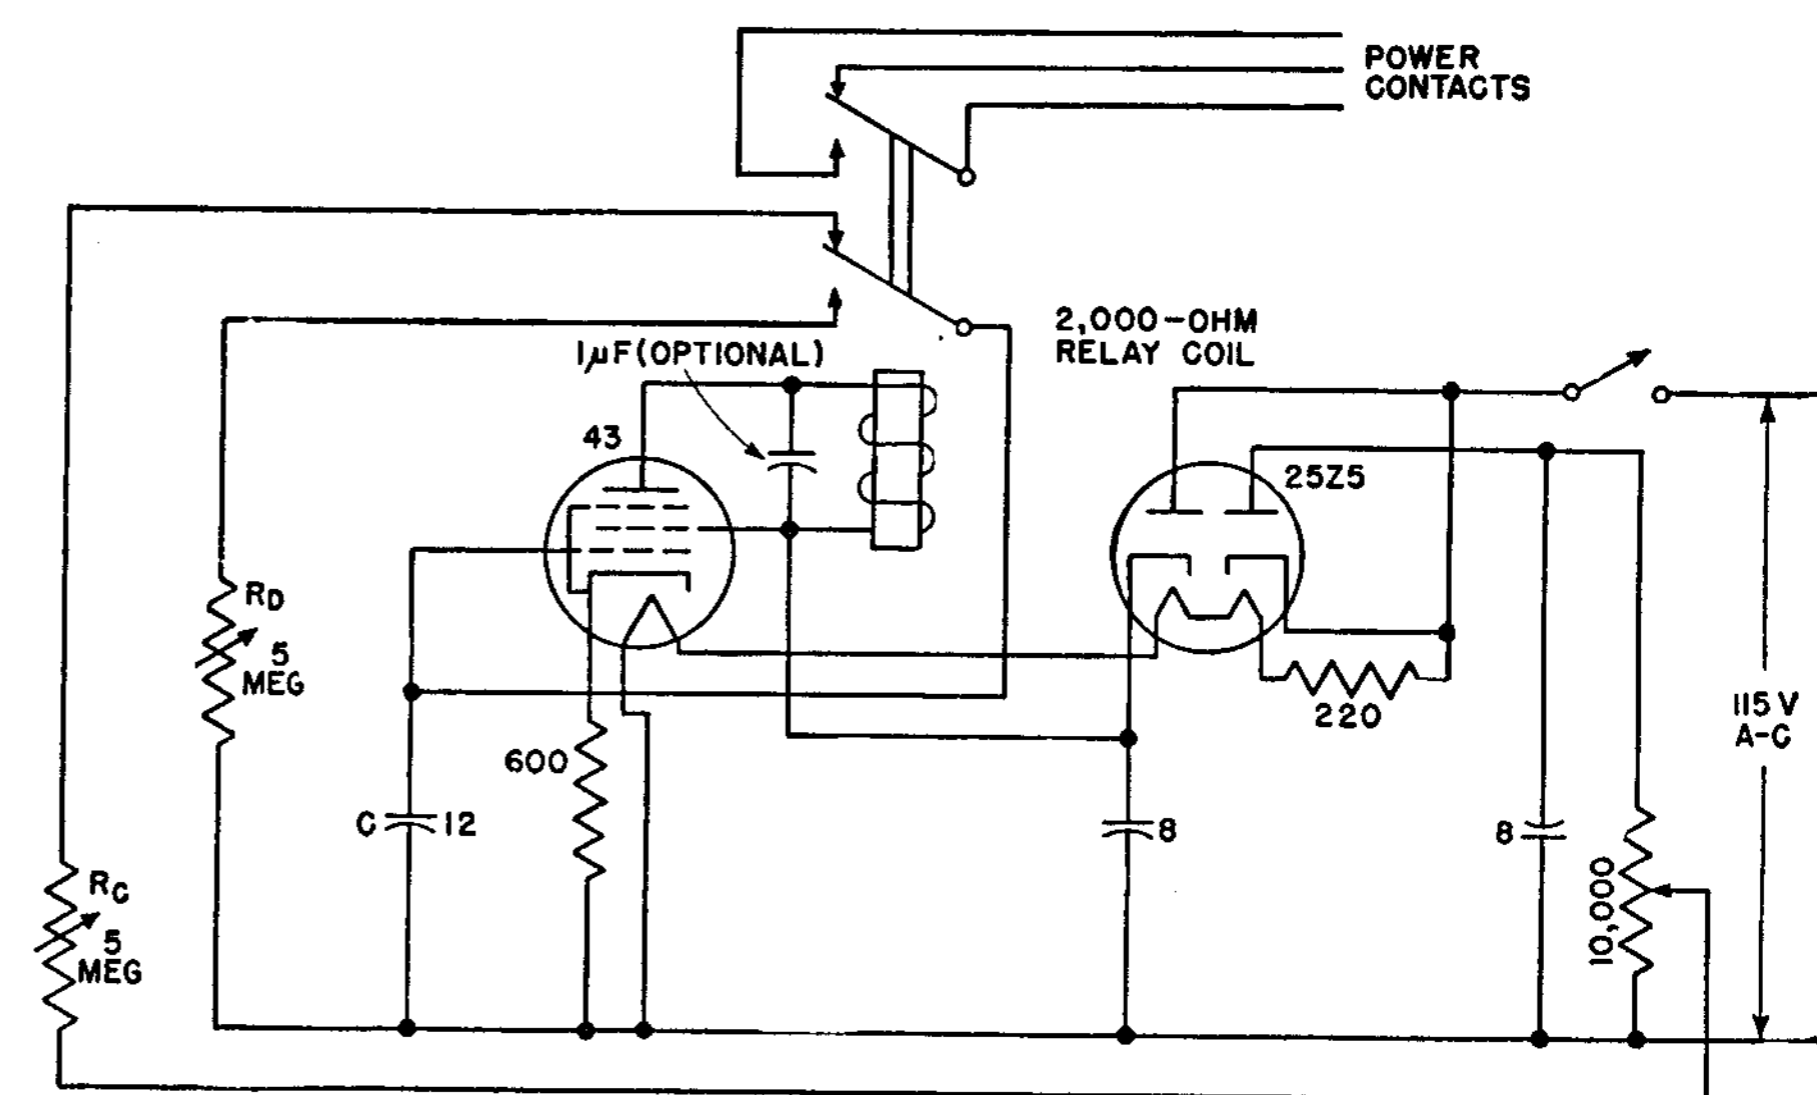 POWER
CONTACTS
2,000-OHM
RELAY COIL
1µF(OPTIONAL)
43
25Z5
RD
5
MEG
220
115 V
A-C
600
C 12
8
8
10,000
RC
5
MEG